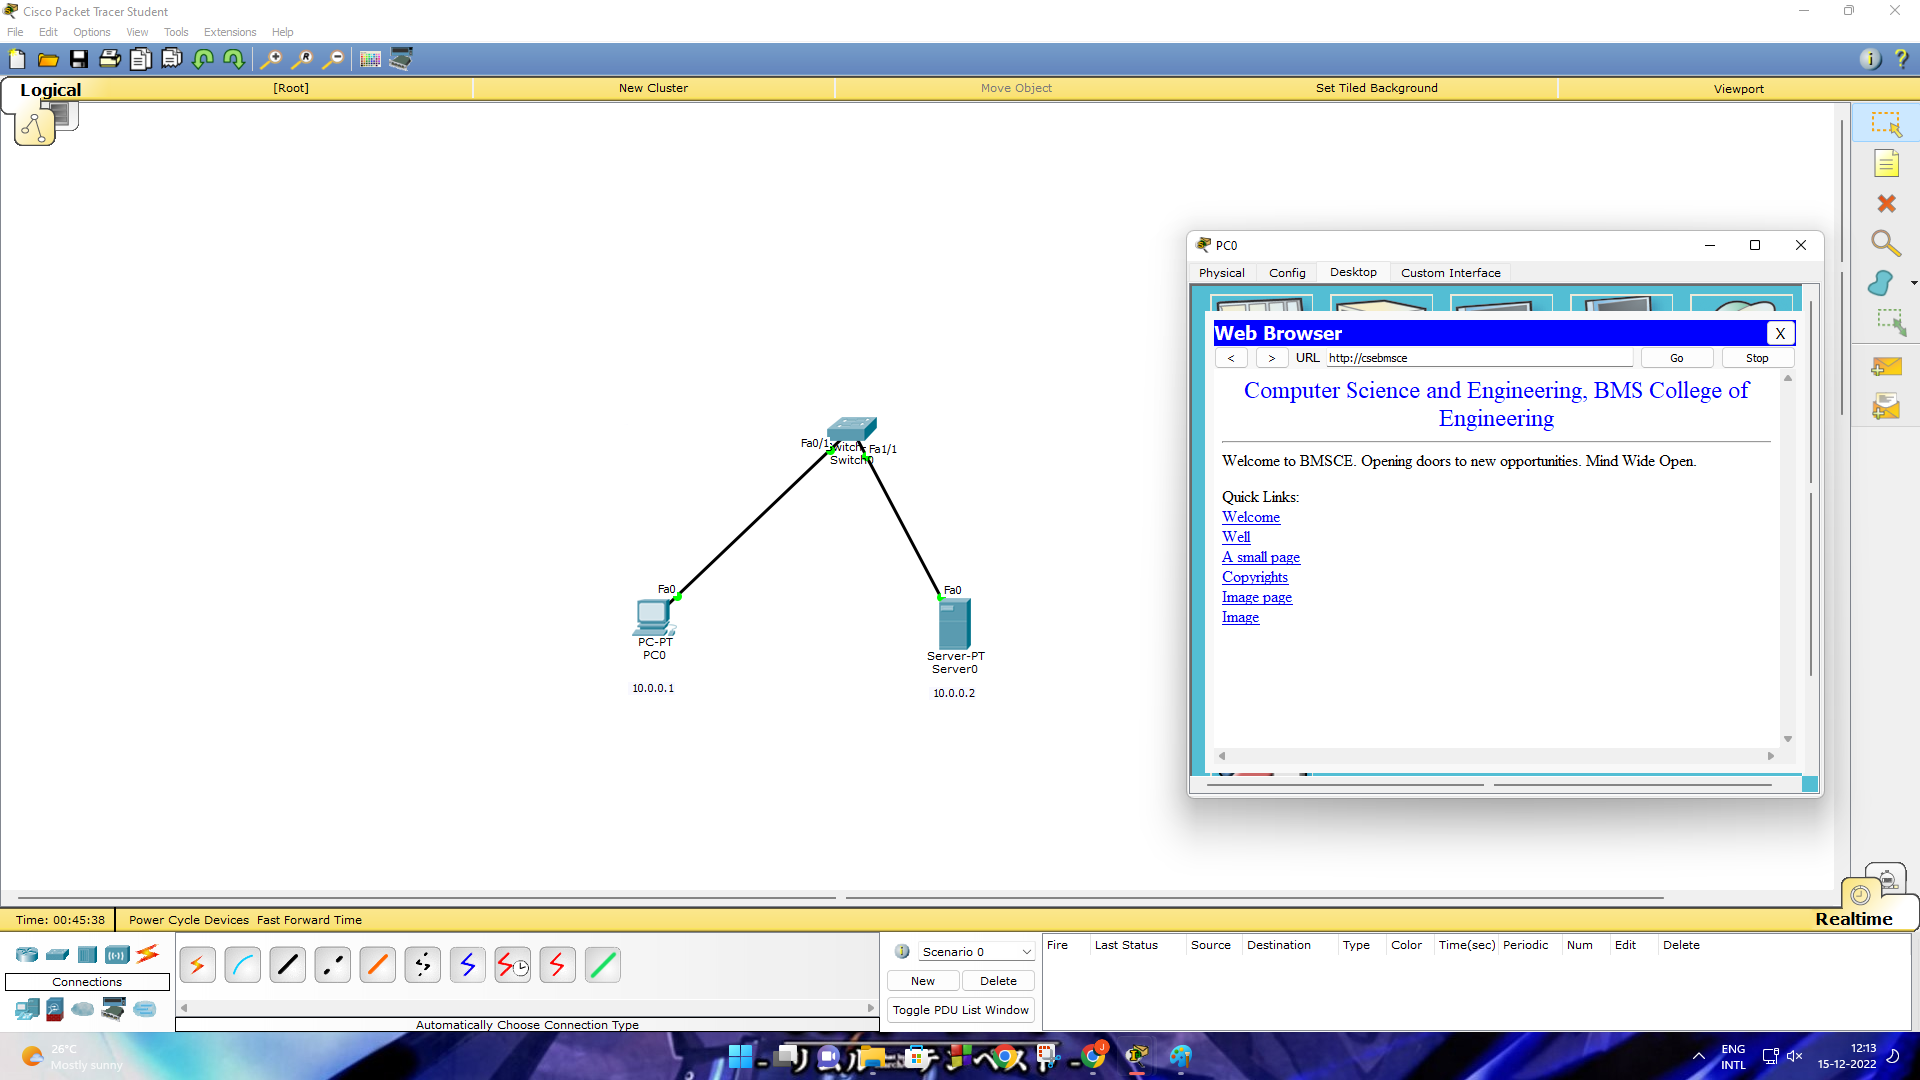 Cisco Packet Tracer Student
File Edit Options View Tools Extensions Help
Logical [Root] New Cluster Move Object Set Tiled Background Viewport
PC0
Physical Config Desktop Custom Interface
Web Browser X
< > URL http://csebmsce Go Stop
Computer Science and Engineering, BMS College of
Engineering
Welcome to BMSCE. Opening doors to new opportunities. Mind Wide Open.
Quick Links:
Welcome
Well
A small page
Copyrights
Image page
Image
Fa0/1 Fa1/1
Switch0
Fa0 Fa0
PC-PT
PC0
10.0.0.1
Server-PT
Server0
10.0.0.2
Realtime
Time: 00:45:38 Power Cycle Devices Fast Forward Time
Connections
Automatically Choose Connection Type
Scenario 0
New Delete
Toggle PDU List Window
Fire Last Status Source Destination Type Color Time(sec) Periodic Num Edit Delete
26°C
Mostly sunny
ENG
INTL
12:13
15-12-2022